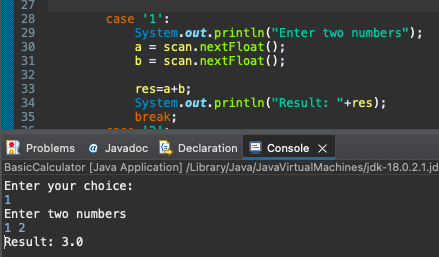 27
28 case '1':
29 System.out.println("Enter two numbers");
30 a = scan.nextFloat();
31 b = scan.nextFloat();
32
33 res=a+b;
34 System.out.println("Result: "+res);
35 break;
36 case '2':
Problems @ Javadoc Declaration Console
BasicCalculator [Java Application] /Library/Java/JavaVirtualMachines/jdk-18.0.2.1.jd
Enter your choice:
1
Enter two numbers
1 2
Result: 3.0